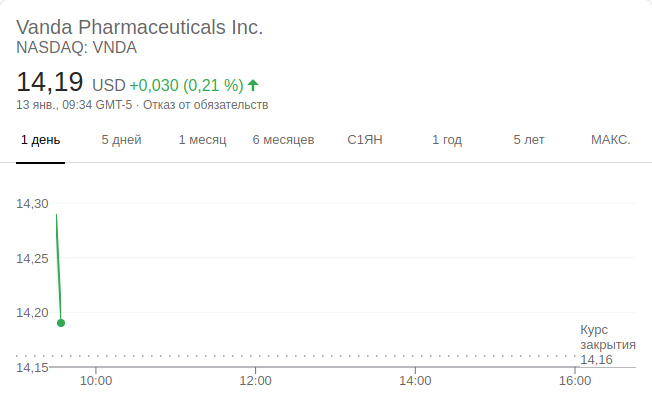 Vanda Pharmaceuticals Inc.
NASDAQ: VNDA
14,19 USD +0,030 (0,21 %)
13 янв., 09:34 GMT-5 · Отказ от обязательств
1 день 5 дней 1 месяц 6 месяцев С1ЯН 1 год 5 лет МАКС.
14,30
14,25
14,20
Курс
закрытия
14,16
14,15
10:00 12:00 14:00 16:00